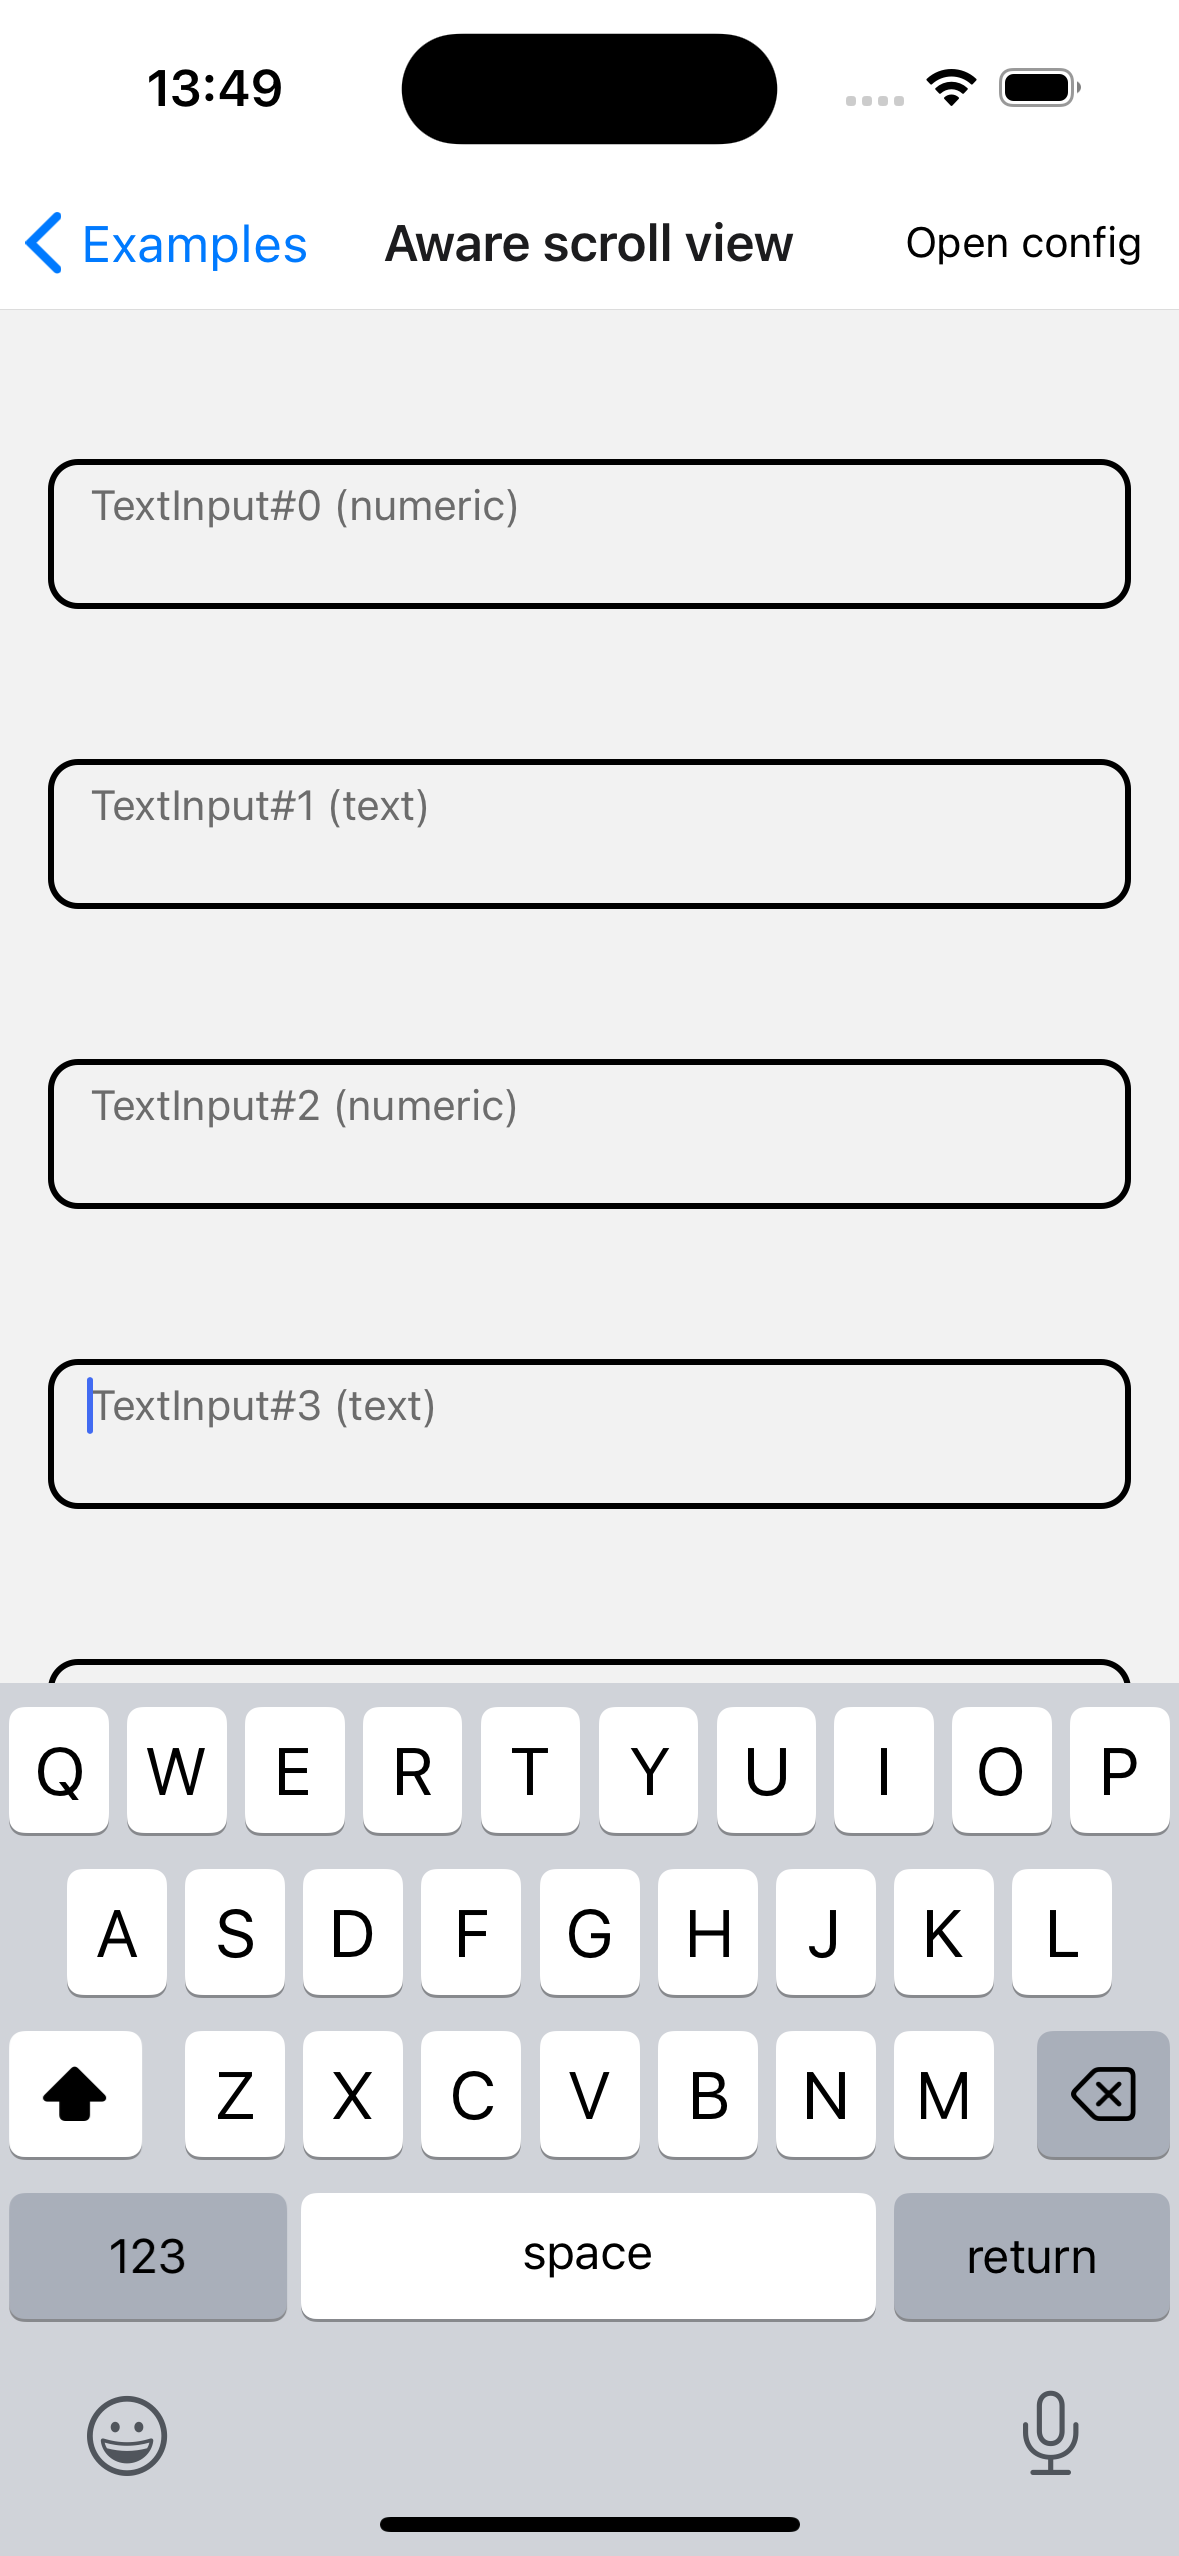 13:49
Examples Aware scroll view Open config
TextInput#0 (numeric)
TextInput#1 (text)
TextInput#2 (numeric)
TextInput#3 (text)
Q W E R T Y U I O P
A S D F G H J K L
Z X C V B N M
123 space return